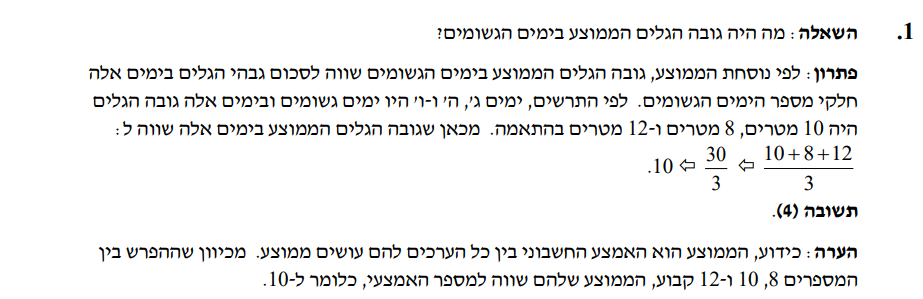 1. השאלה: מה היה גובה הגלים הממוצע בימים הגשומים?
פתרון: לפי נוסחת הממוצע, גובה הגלים הממוצע בימים הגשומים שווה לסכום גבהי הגלים בימים אלה
חלקי מספר הימים הגשומים. לפי התרשים, ימים ג', ה' ו-ו' היו ימים גשומים ובימים אלה גובה הגלים
היה 10 מטרים, 8 מטרים ו-12 מטרים בהתאמה. מכאן שגובה הגלים הממוצע בימים אלה שווה ל:
(10+8+12)/3 ⇦ 30/3 ⇦ 10.
תשובה (4).
הערה: כידוע, הממוצע הוא האמצע החשבוני בין כל הערכים להם עושים ממוצע. מכיוון שההפרש בין
המספרים 8, 10 ו-12 קבוע, הממוצע שלהם שווה למספר האמצעי, כלומר ל-10.